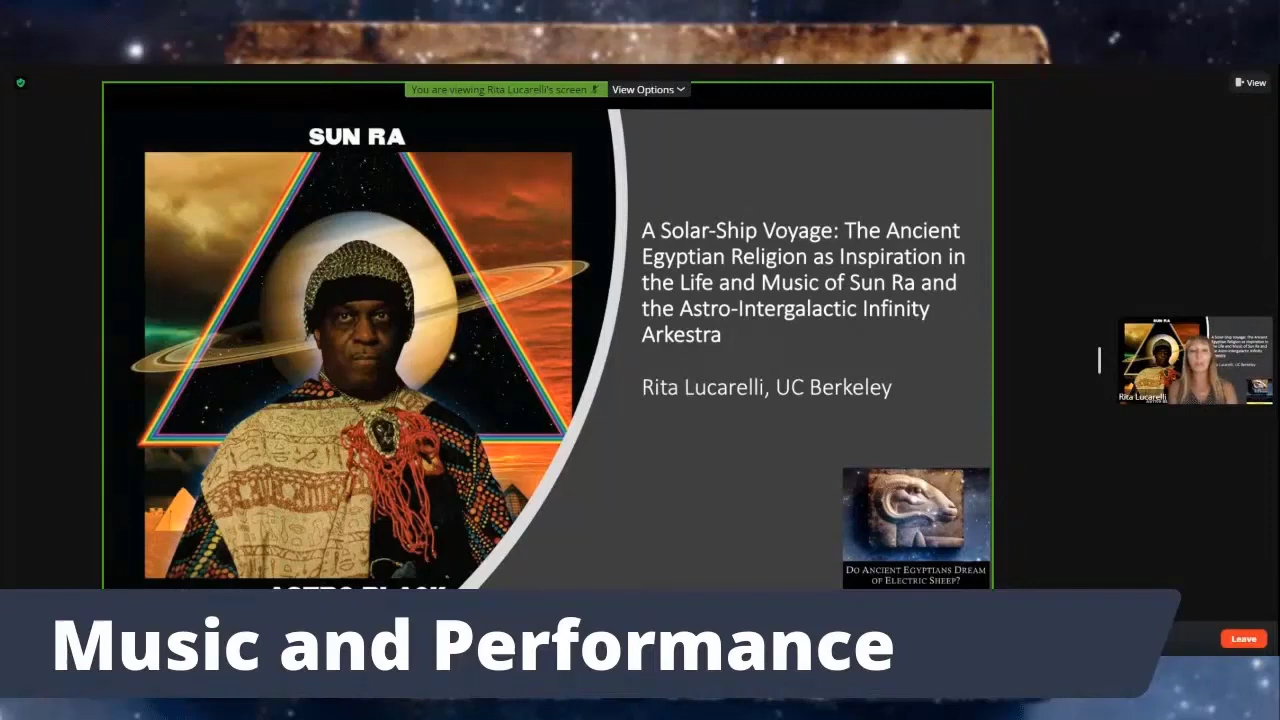 You are viewing Rita Lucarelli's screen
View Options
View
SUN RA
A Solar-Ship Voyage: The Ancient
Egyptian Religion as Inspiration in
the Life and Music of Sun Ra and
the Astro-Intergalactic Infinity
Arkestra
Rita Lucarelli, UC Berkeley
Rita Lucarelli
DO ANCIENT EGYPTIANS DREAM
OF ELECTRIC SHEEP?
ASTRO BLACK
Music and Performance
Leave